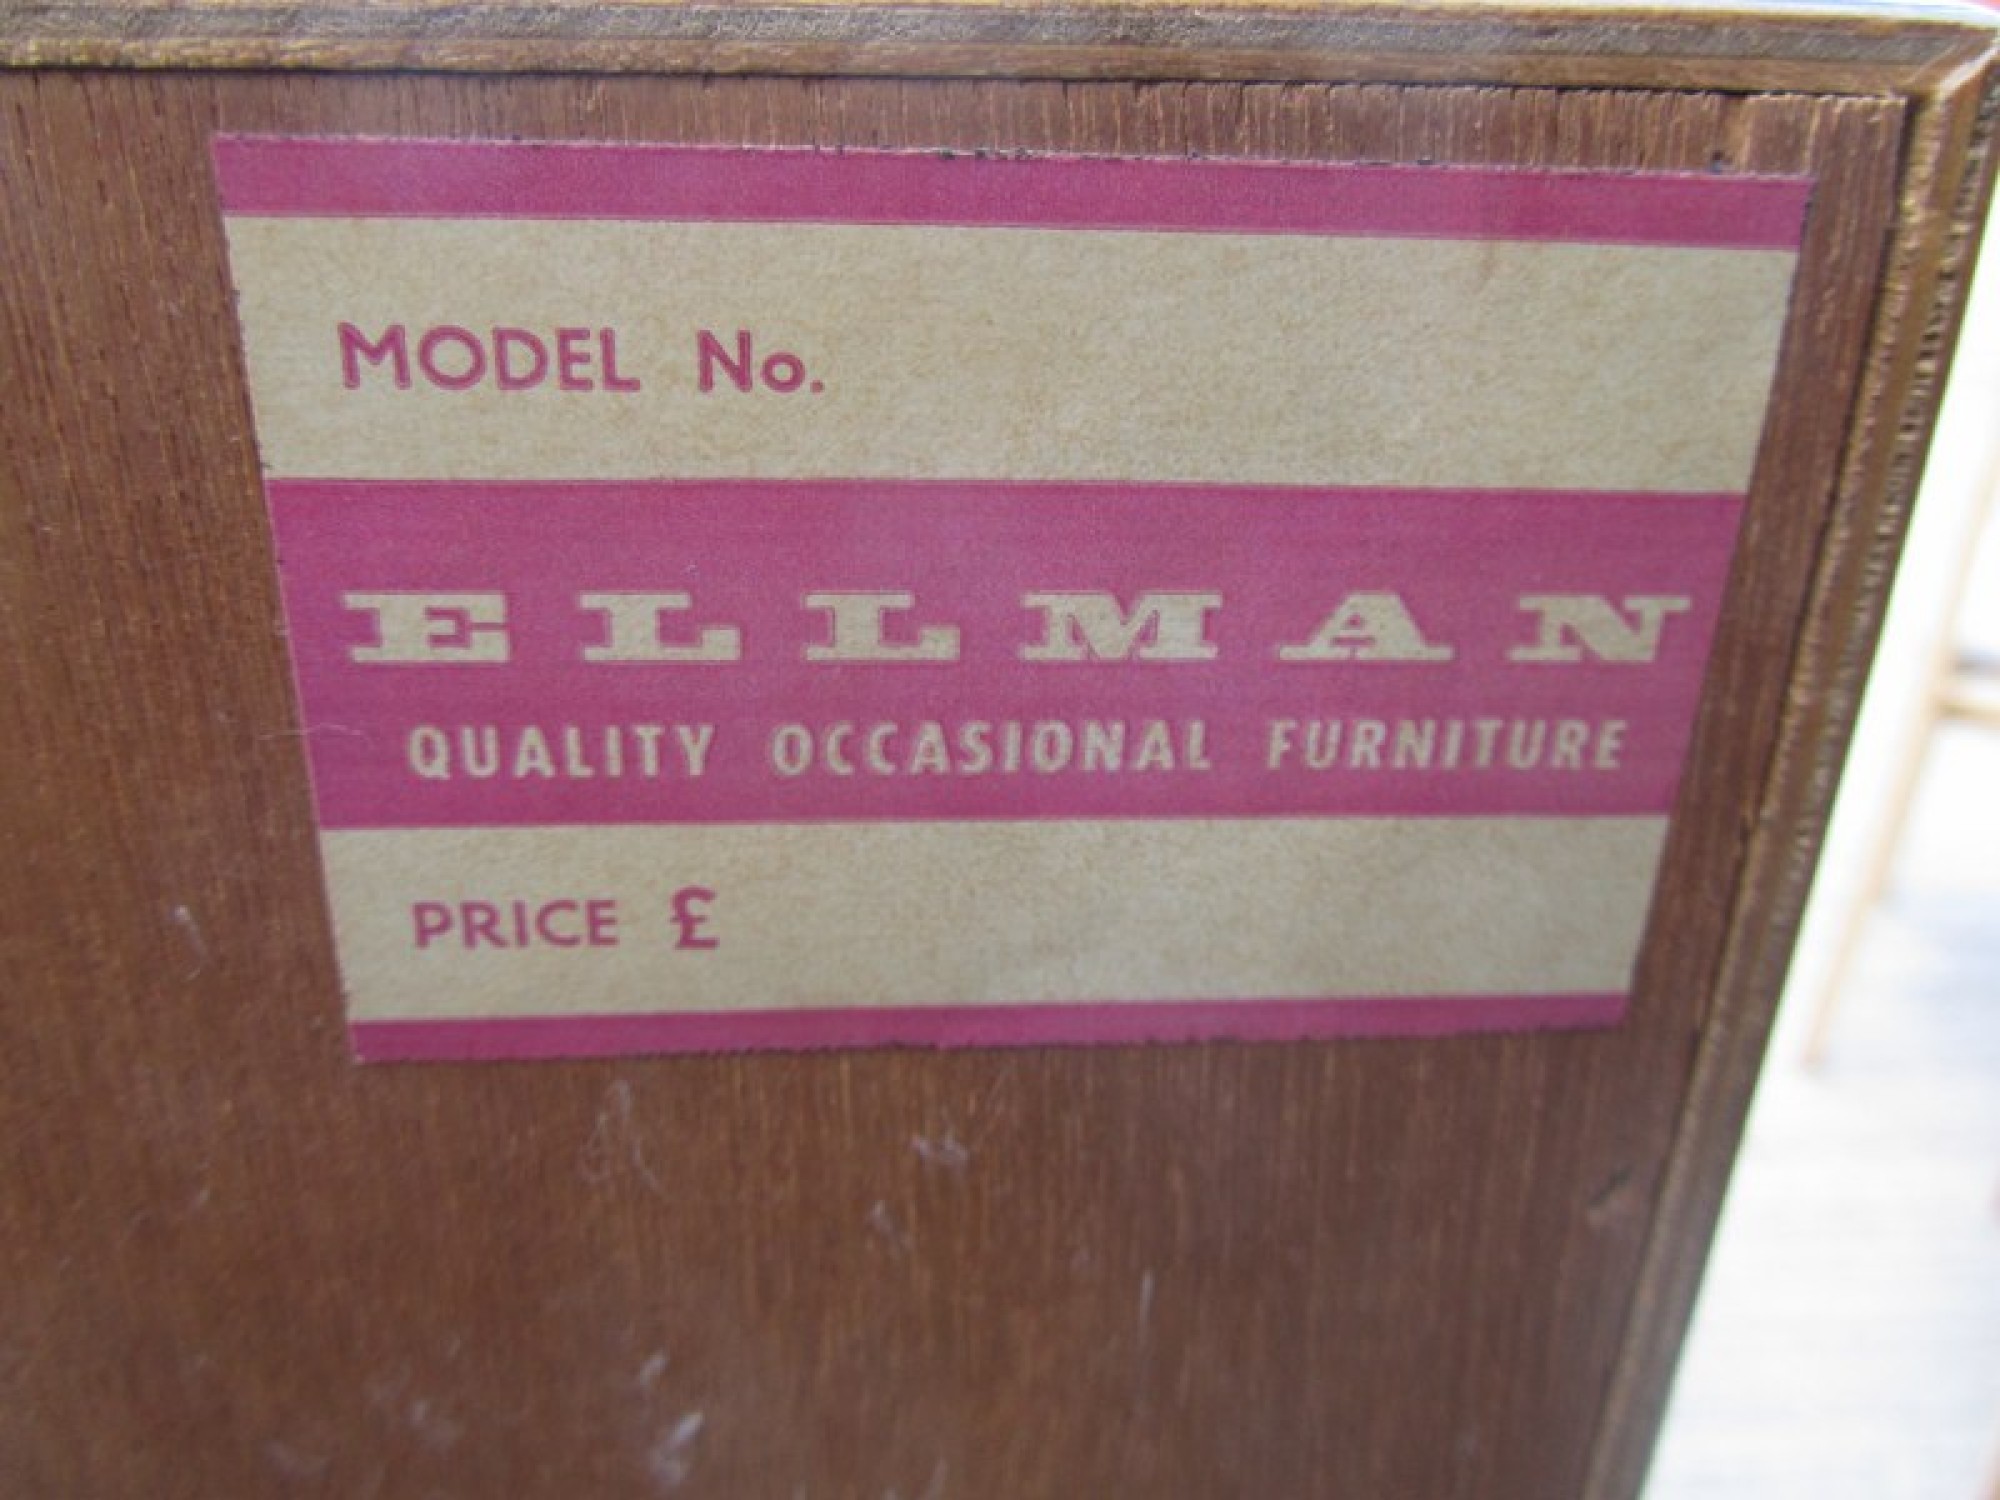 MODEL No.
ELLMAN
QUALITY OCCASIONAL FURNITURE
PRICE £